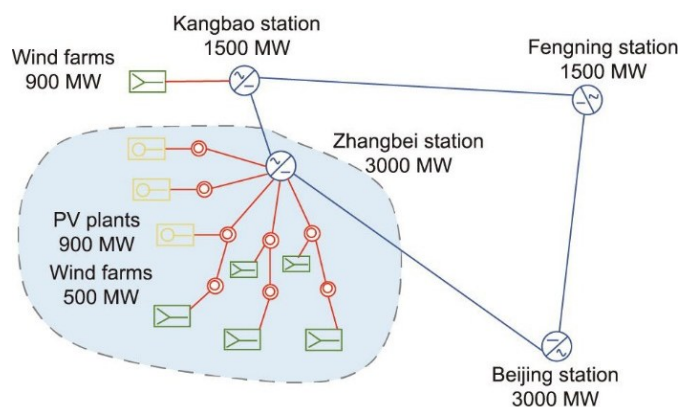 Kangbao station
1500 MW
Fengning station
1500 MW
Wind farms
900 MW
Zhangbei station
3000 MW
PV plants
900 MW
Wind farms
500 MW
Beijing station
3000 MW